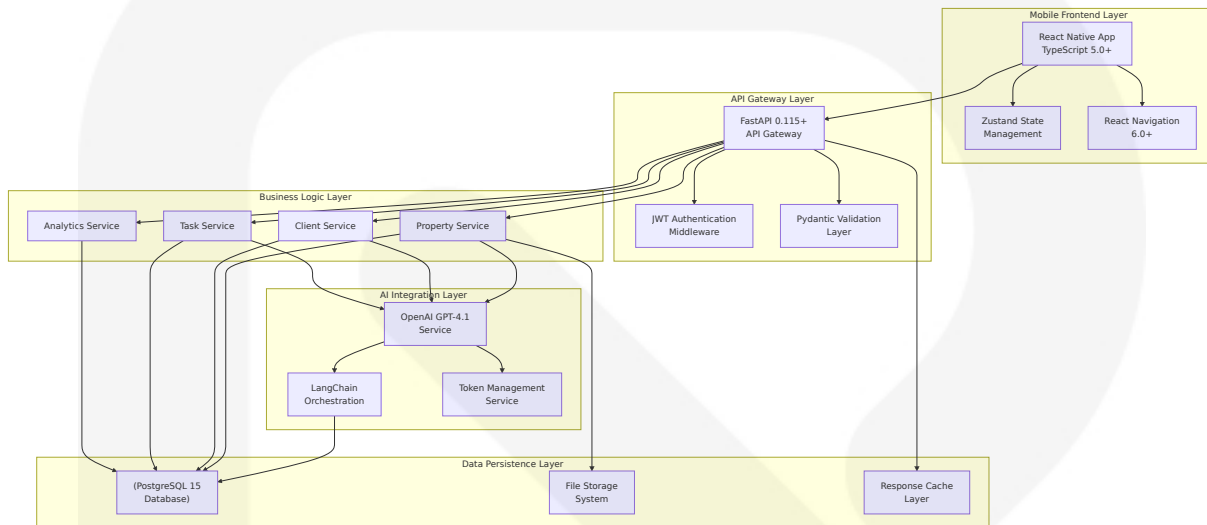 Mobile Frontend Layer
React Native App
TypeScript 5.0+
Zustand State
Management
React Navigation
6.0+
API Gateway Layer
FastAPI 0.115+
API Gateway
JWT Authentication
Middleware
Pydantic Validation
Layer
Business Logic Layer
Analytics Service
Task Service
Client Service
Property Service
AI Integration Layer
OpenAI GPT-4.1
Service
LangChain
Orchestration
Token Management
Service
Data Persistence Layer
(PostgreSQL 15
Database)
File Storage
System
Response Cache
Layer